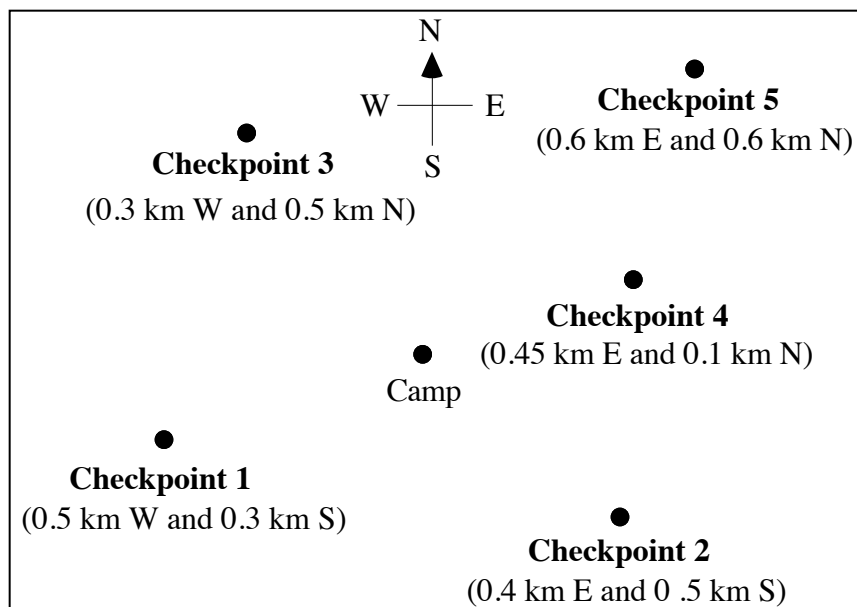 N
W E
S
Checkpoint 5
(0.6 km E and 0.6 km N)
Checkpoint 3
(0.3 km W and 0.5 km N)
Checkpoint 4
(0.45 km E and 0.1 km N)
Camp
Checkpoint 1
(0.5 km W and 0.3 km S)
Checkpoint 2
(0.4 km E and 0 .5 km S)